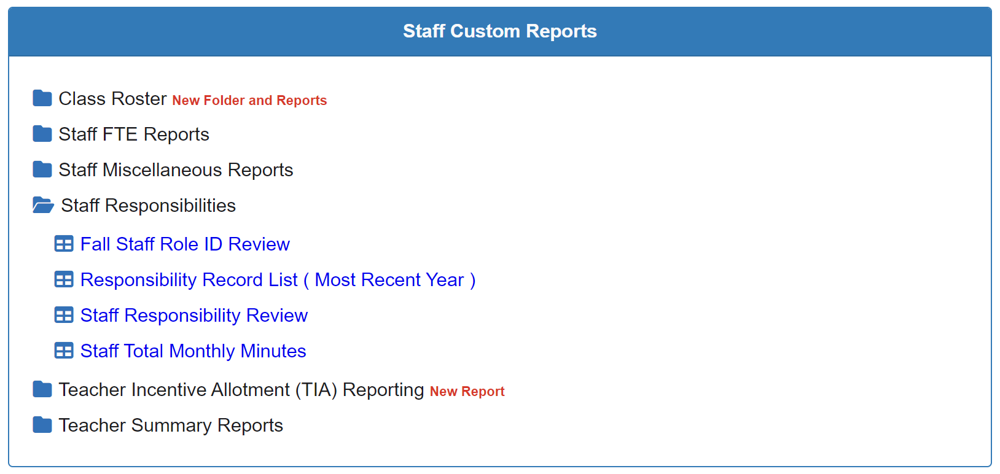 Staff Custom Reports
Class Roster New Folder and Reports
Staff FTE Reports
Staff Miscellaneous Reports
Staff Responsibilities
Fall Staff Role ID Review
Responsibility Record List ( Most Recent Year )
Staff Responsibility Review
Staff Total Monthly Minutes
Teacher Incentive Allotment (TIA) Reporting New Report
Teacher Summary Reports